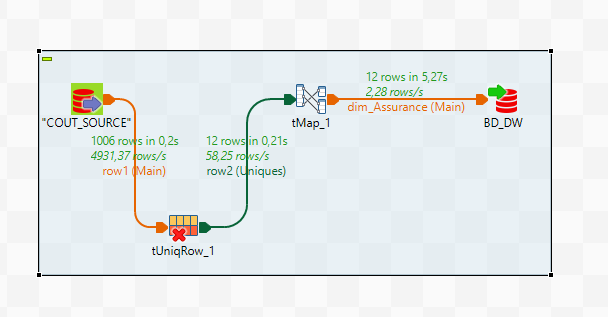 12 rows in 5,27s
2,28 rows/s
dim_Assurance (Main)
"COUT_SOURCE"
tMap_1
BD_DW
1006 rows in 0,2s
4931,37 rows/s
row1 (Main)
12 rows in 0,21s
58,25 rows/s
row2 (Uniques)
tUniqRow_1